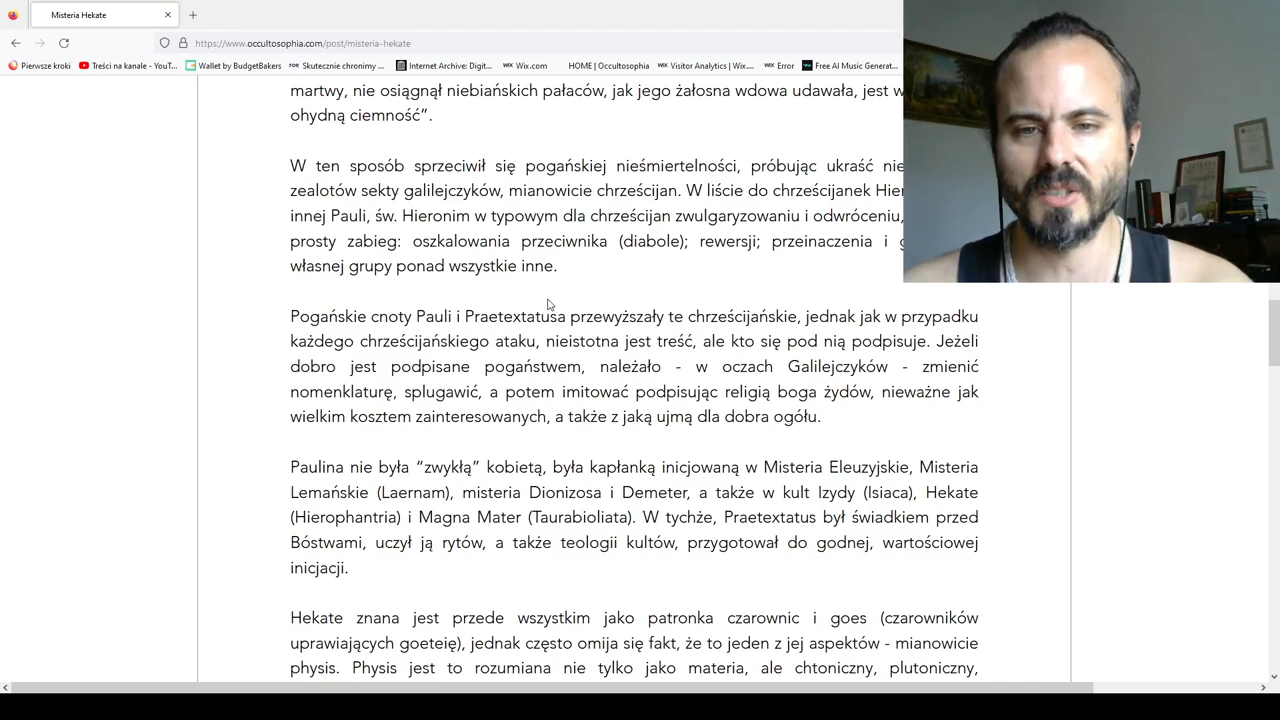 Misteria Hekate
https://www.occultosophia.com/post/misteria-hekate
Pierwsze kroki Treści na kanale - YouT... Wallet by BudgetBakers Skutecznie chronimy ... Internet Archive: Digit... Wix.com HOME | Occultosophia Visitor Analytics | Wix.... Error Free AI Music Generat...
martwy, nie osiągnął niebiańskich pałaców, jak jego żałosna wdowa udawała, jest w
ohydną ciemność”.
W ten sposób sprzeciwił się pogańskiej nieśmiertelności, próbując ukraść
zealotów sekty galilejczyków, mianowicie chrześcijan. W liście do chrześcijanek
innej Pauli, św. Hieronim w typowym dla chrześcijan zwulgaryzowaniu i odwróceniu,
prosty zabieg: oszkalowania przeciwnika (diabole); rewersji; przeinaczenia i
własnej grupy ponad wszystkie inne.
Pogańskie cnoty Pauli i Praetextatusa przewyższały te chrześcijańskie, jednak jak w przypadku
każdego chrześcijańskiego ataku, nieistotna jest treść, ale kto się pod nią podpisuje. Jeżeli
dobro jest podpisane pogaństwem, należało - w oczach Galilejczyków - zmienić
nomenklaturę, splugawić, a potem imitować podpisując religią boga żydów, nieważne jak
wielkim kosztem zainteresowanych, a także z jaką ujmą dla dobra ogółu.
Paulina nie była “zwykłą” kobietą, była kapłanką inicjowaną w Misteria Eleuzyjskie, Misteria
Lemańskie (Laernam), misteria Dionizosa i Demeter, a także w kult Izydy (Isiaca), Hekate
(Hierophantria) i Magna Mater (Taurabioliata). W tychże, Praetextatus był świadkiem przed
Bóstwami, uczył ją rytów, a także teologii kultów, przygotował do godnej, wartościowej
inicjacji.
Hekate znana jest przede wszystkim jako patronka czarownic i goes (czarowników
uprawiających goeteię), jednak często omija się fakt, że to jeden z jej aspektów - mianowicie
physis. Physis jest to rozumiana nie tylko jako materia, ale chtoniczny, plutoniczny,